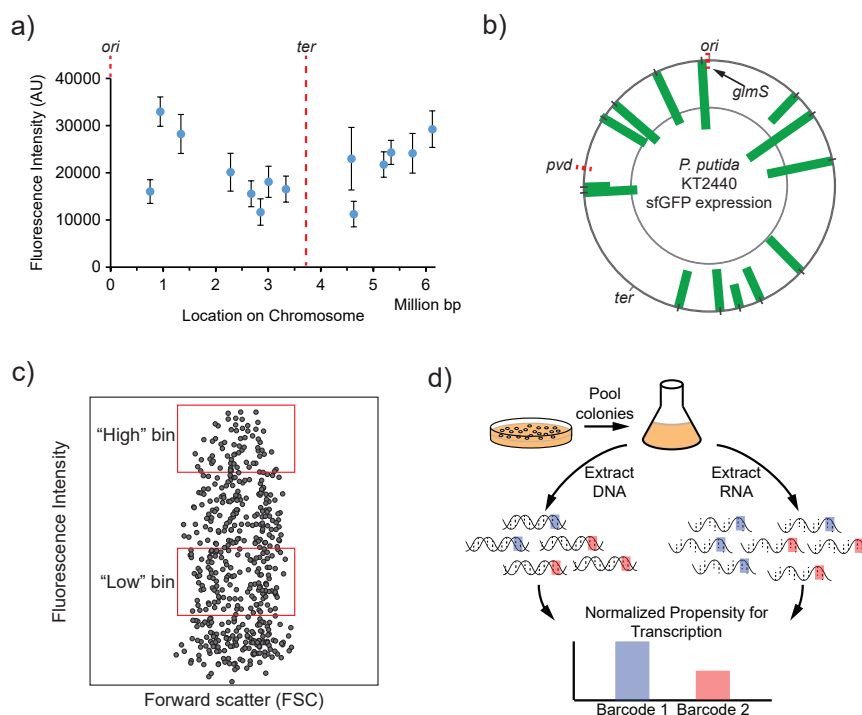 a)
ori
ter
40000
30000
20000
10000
0
Fluorescence Intensity (AU)
0 1 2 3 4 5 6
Million bp
Location on Chromosome
b)
ori
glmS
pvd
P. putida
KT2440
sfGFP expression
ter
c)
Fluorescence Intensity
“High” bin
“Low” bin
Forward scatter (FSC)
d)
Pool
colonies
Extract
DNA
Extract
RNA
Normalized Propensity for
Transcription
Barcode 1 Barcode 2